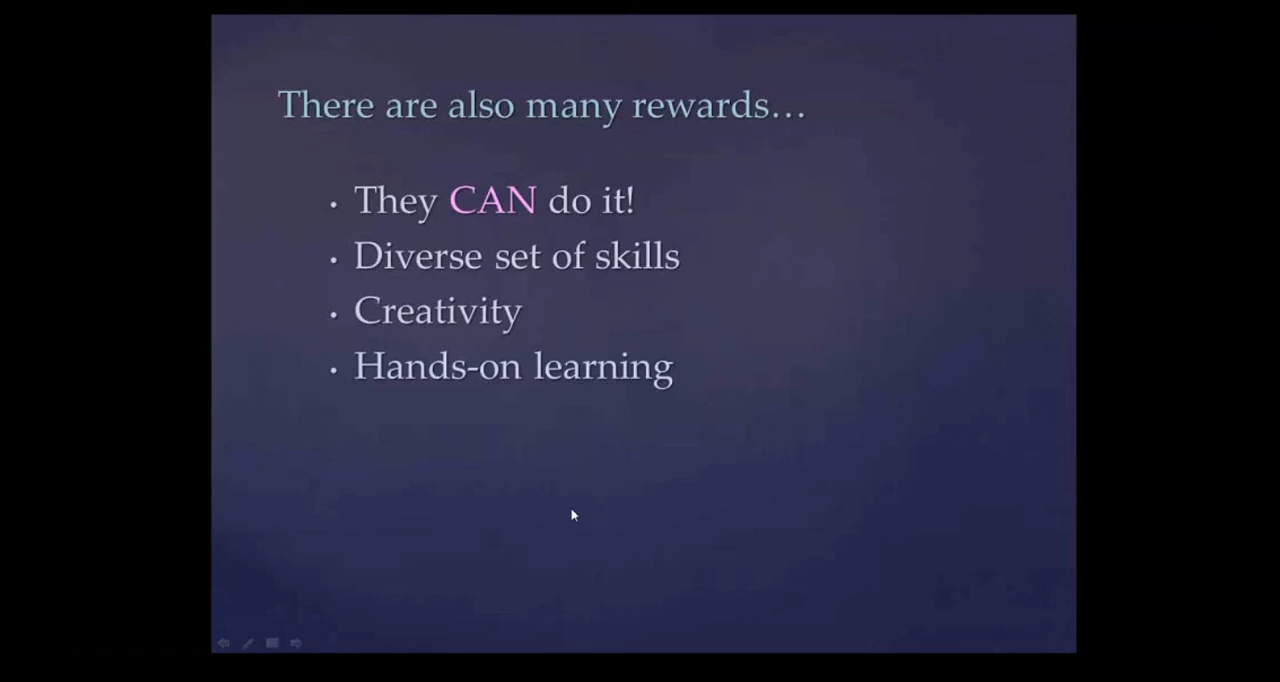 There are also many rewards…
• They CAN do it!
• Diverse set of skills
• Creativity
• Hands-on learning